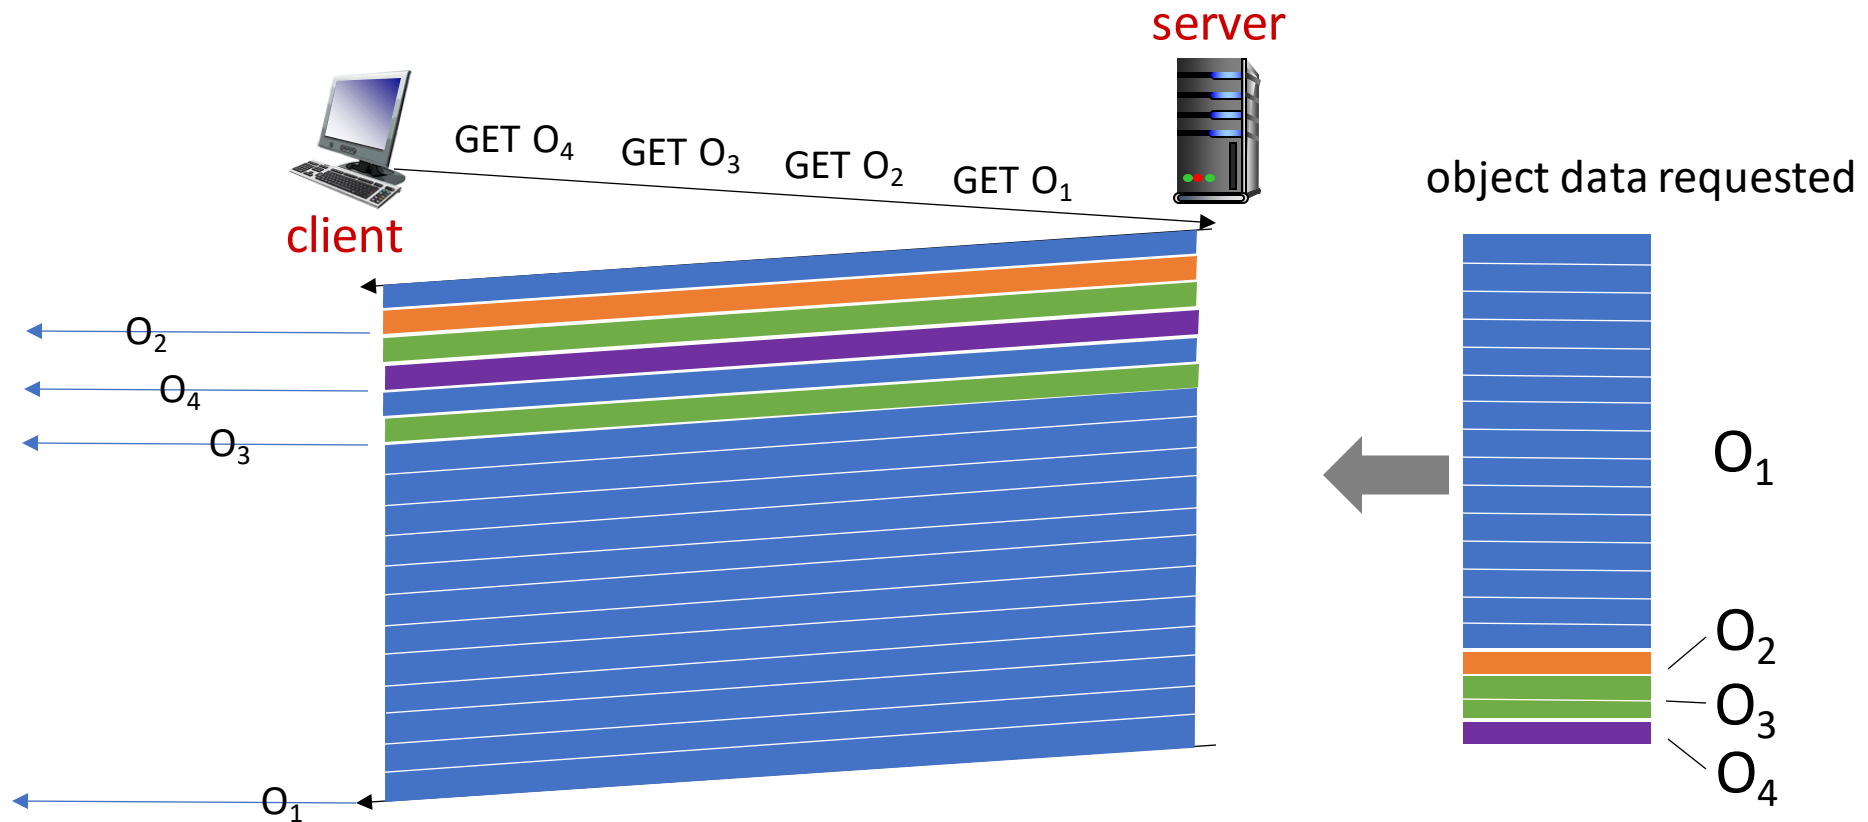 server
GET O₄
GET O₃
GET O₂
GET O₁
object data requested
client
O₂
O₄
O₃
O₁
O₁
O₂
O₃
O₄